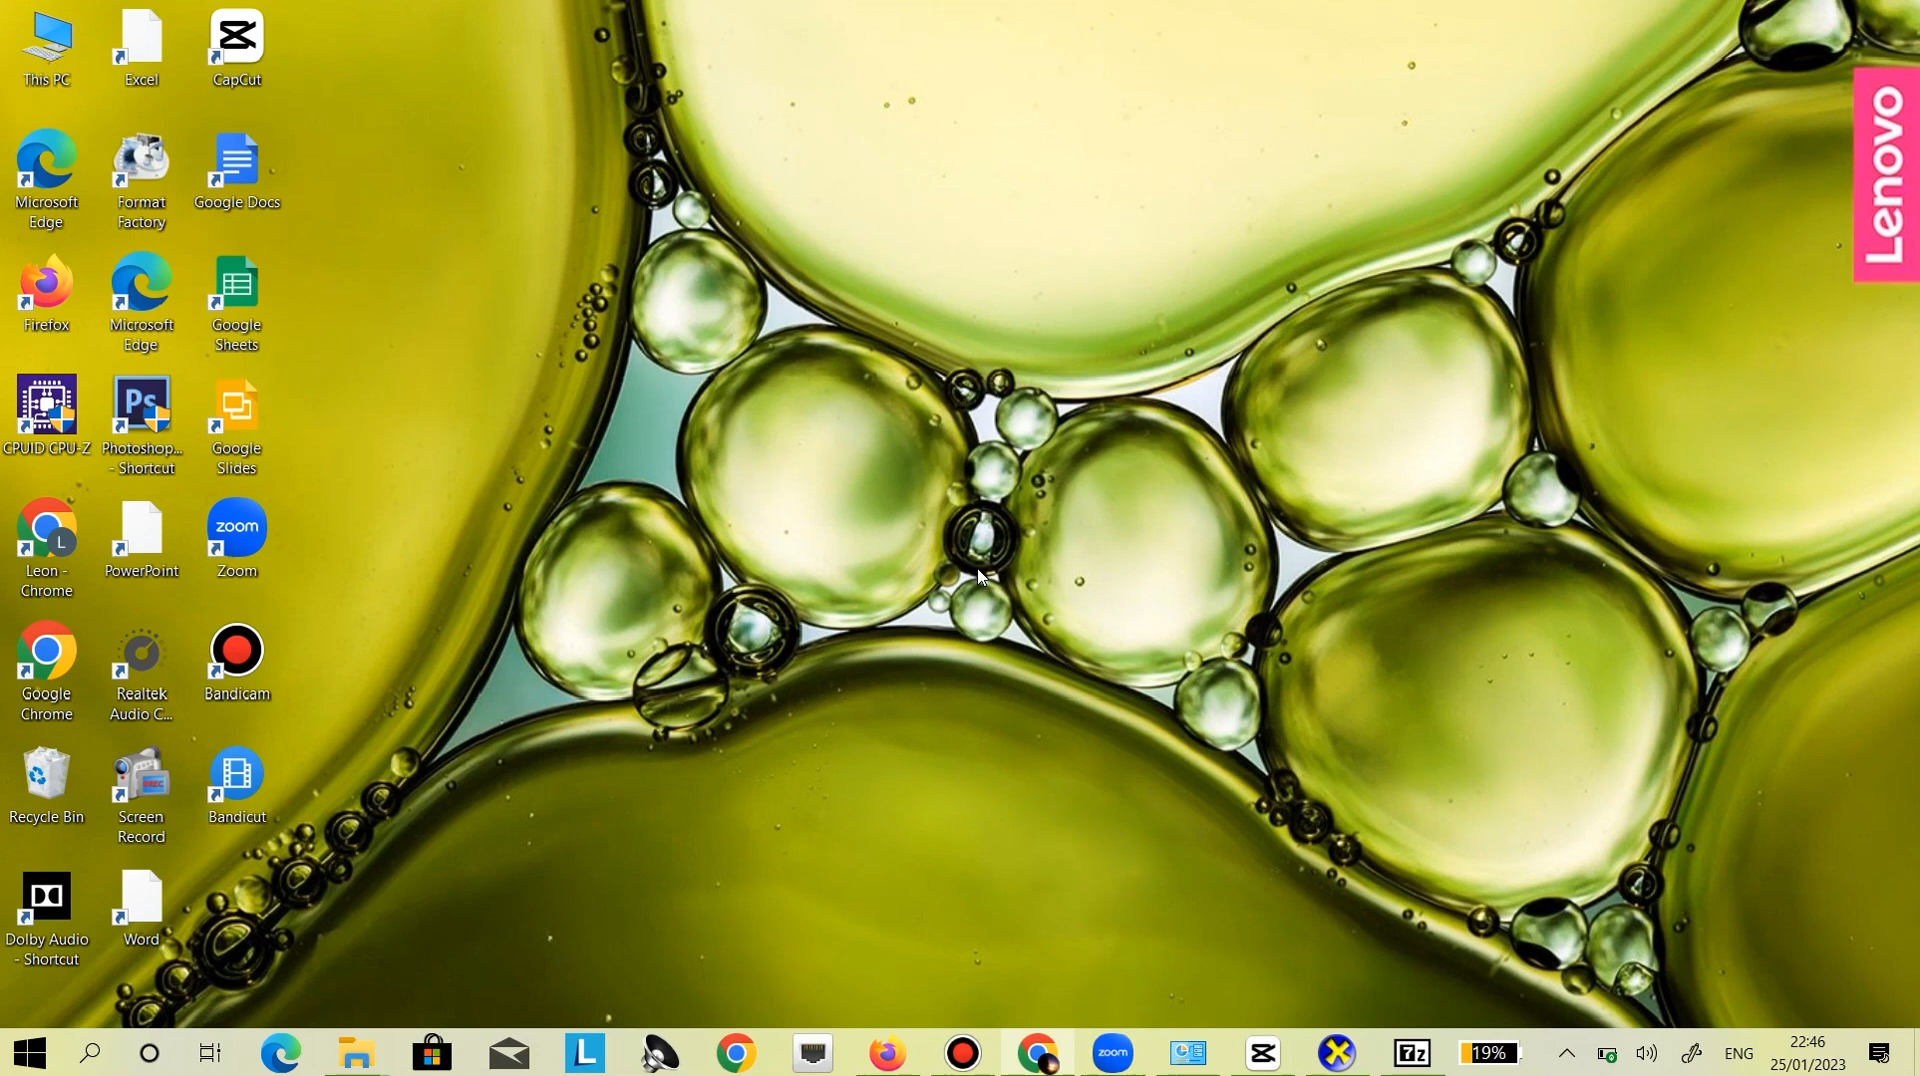 This PC
Excel
CapCut
Lenovo
Microsoft
Edge
Format
Factory
Google Docs
Firefox
Microsoft
Edge
Google
Sheets
CPUID CPU-Z
Ps
Photoshop...
- Shortcut
Google
Slides
L
Leon -
Chrome
PowerPoint
zoom
Zoom
Google
Chrome
Realtek
Audio C...
Bandicam
Recycle Bin
REC
Screen
Record
Bandicut
Dolby Audio
- Shortcut
Word
L
zoom
7z
19%
ENG
22:46
25/01/2023